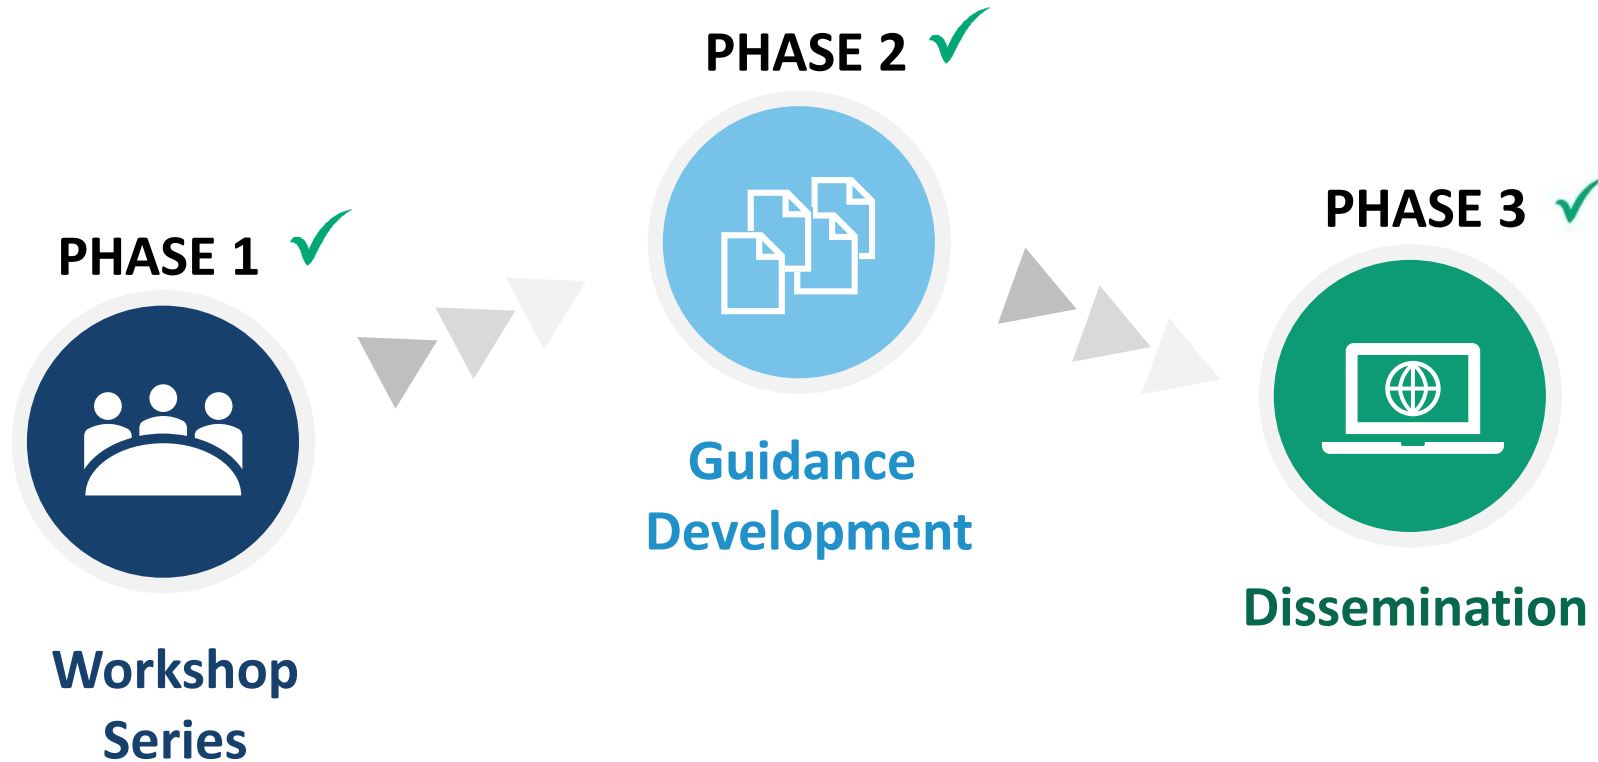 PHASE 1
Workshop
Series
PHASE 2
Guidance
Development
PHASE 3
Dissemination